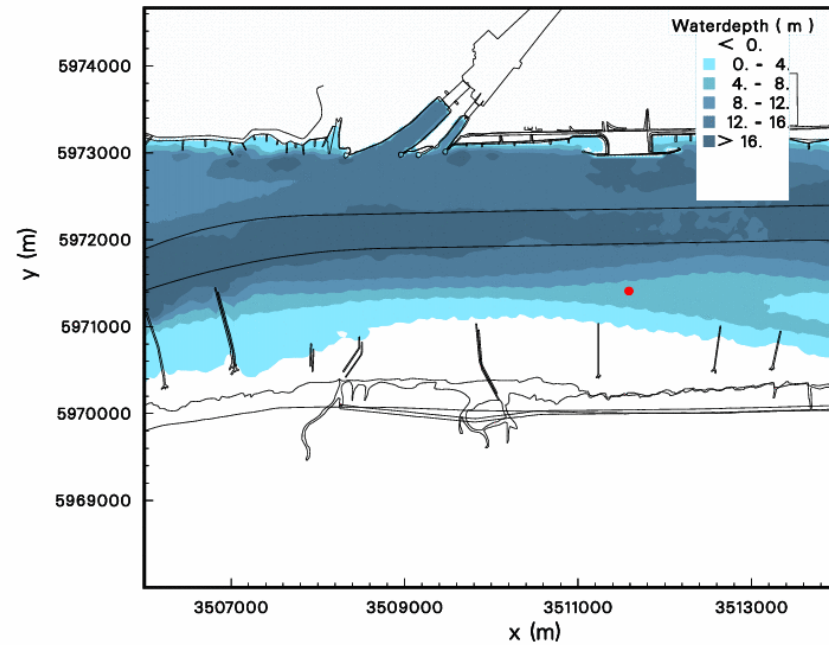 Waterdepth ( m )
< 0.
0. - 4.
4. - 8.
8. - 12.
12. - 16
> 16.
5974000
5973000
5972000
5971000
5970000
5969000
y (m)
3507000
3509000
3511000
3513000
x (m)